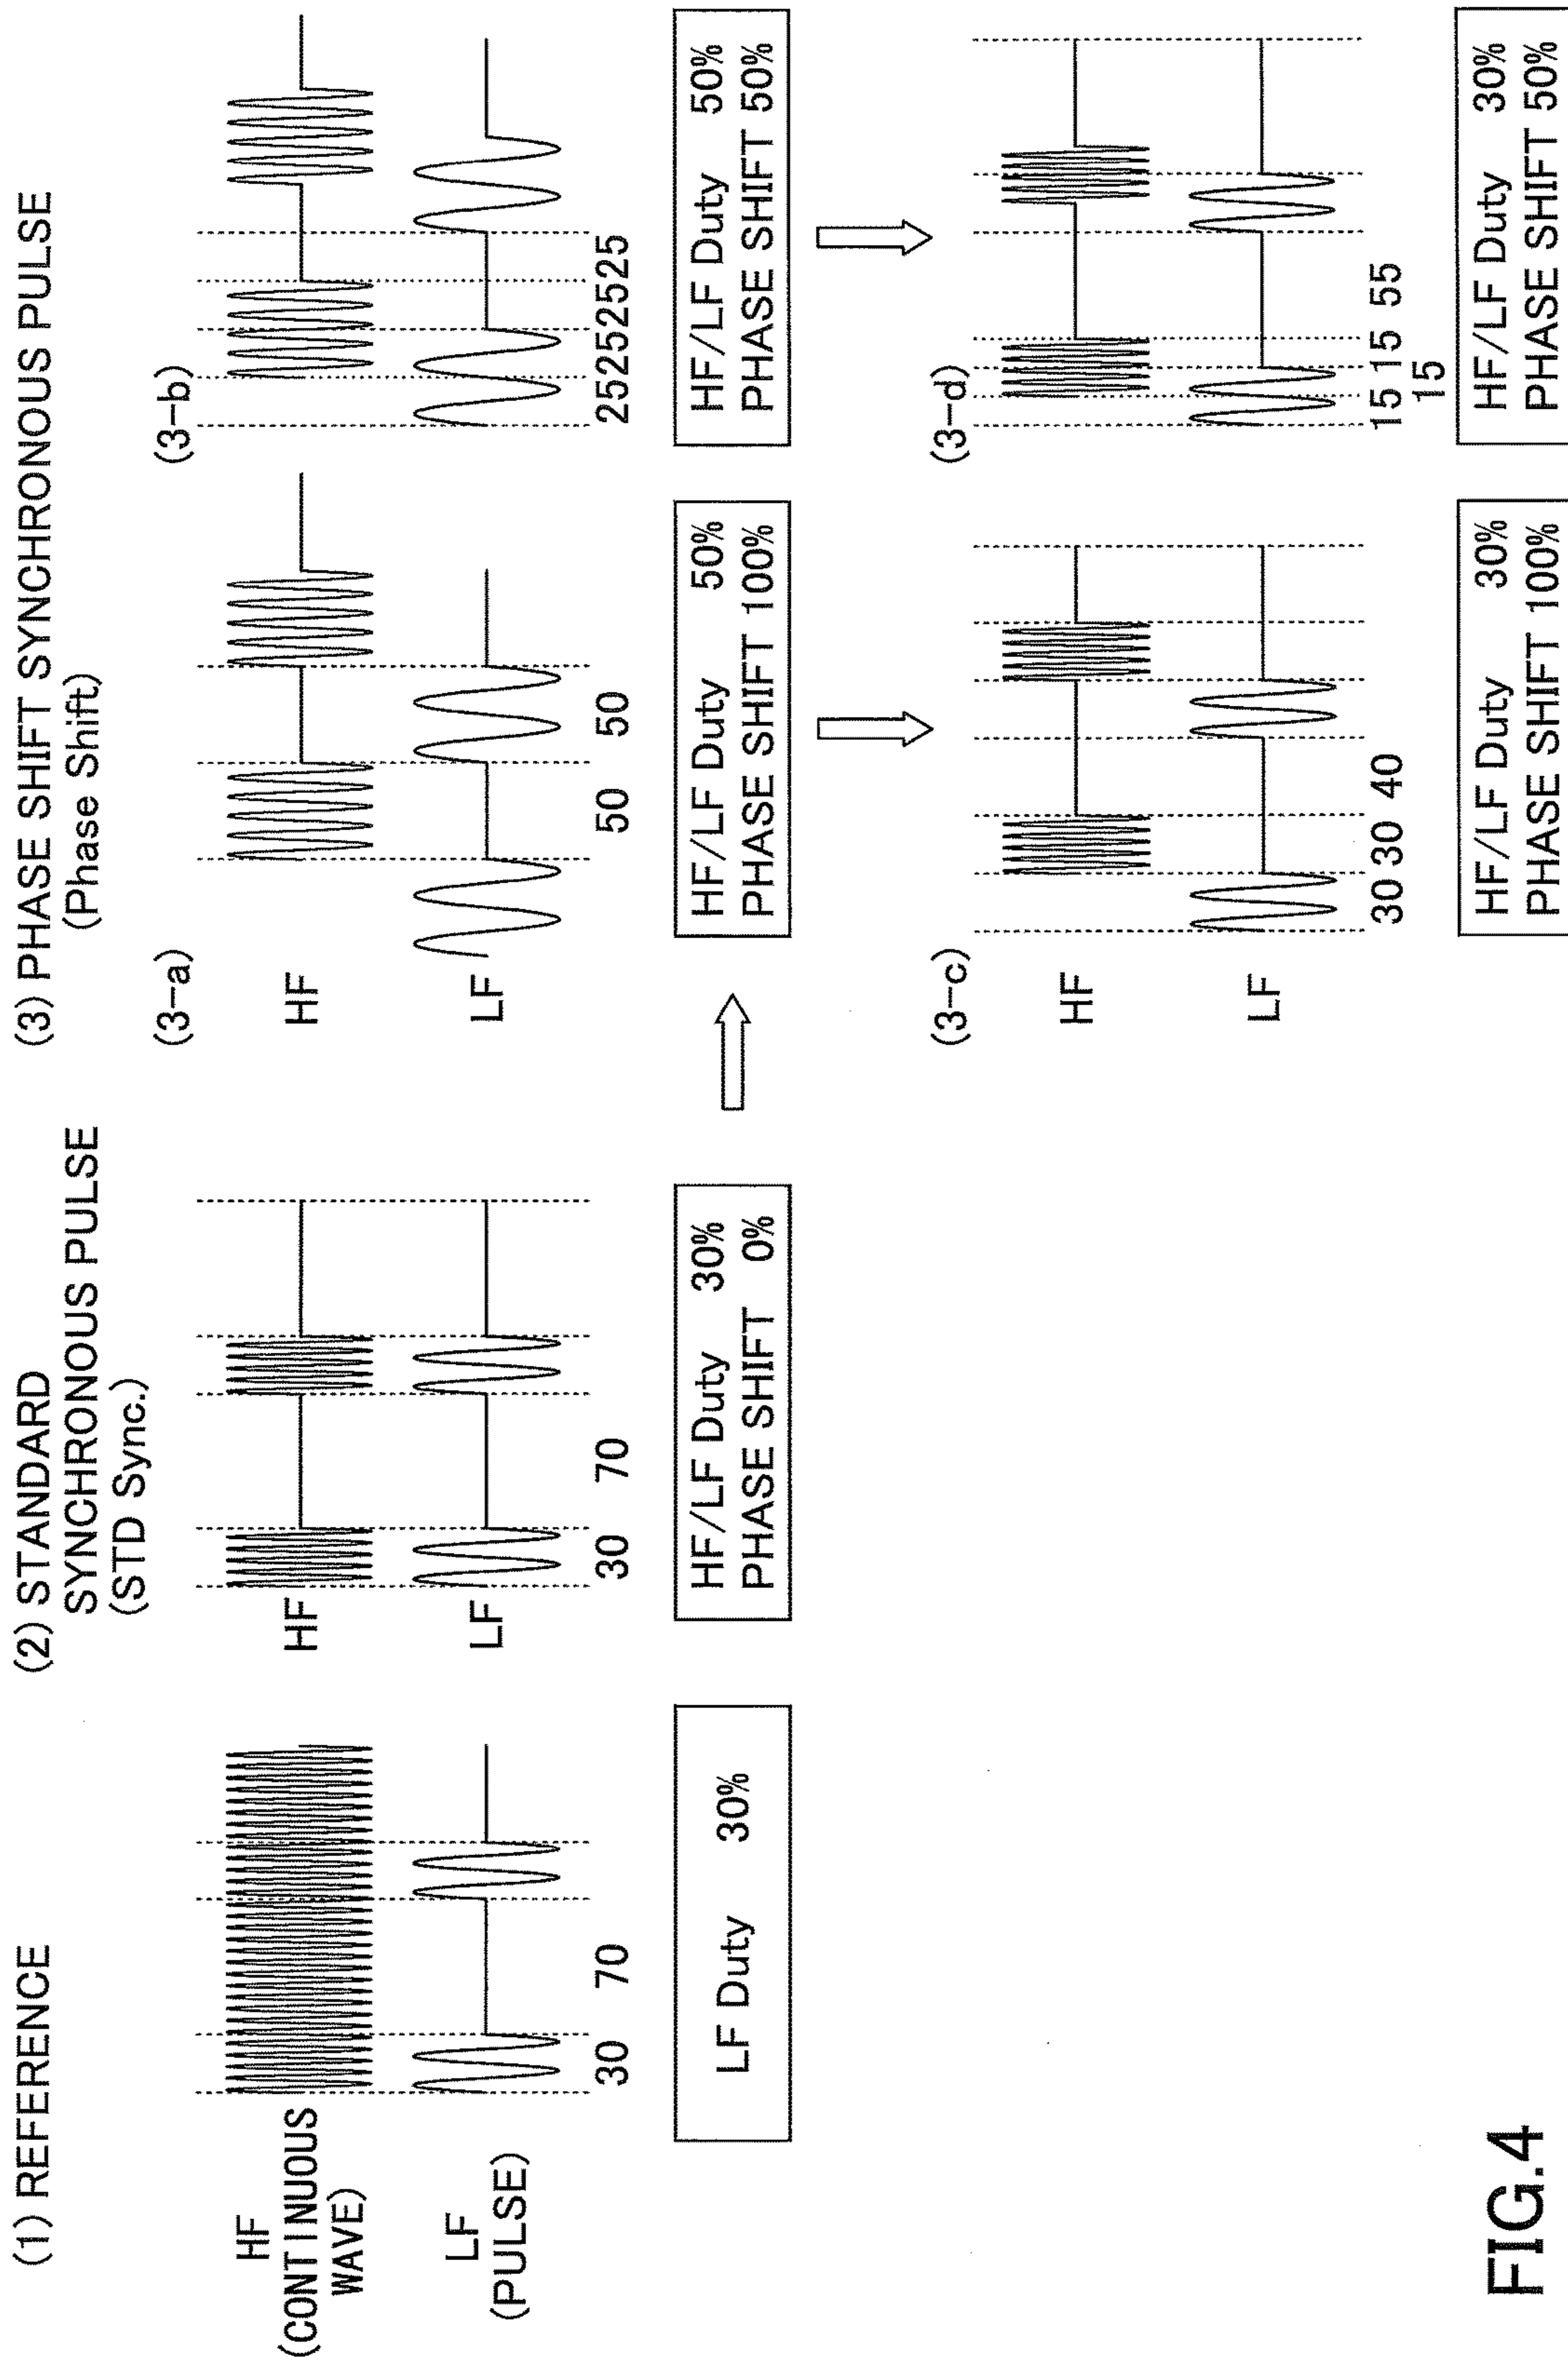 (1) REFERENCE
HF
(CONTINUOUS
WAVE)
LF
(PULSE)
30 70
LF Duty 30%
(2) STANDARD
SYNCHRONOUS PULSE
(STD Sync.)
HF
LF
30 70
HF/LF Duty 30%
PHASE SHIFT 0%
(3) PHASE SHIFT SYNCHRONOUS PULSE
(Phase Shift)
(3-a)
HF
LF
50 50
HF/LF Duty 50%
PHASE SHIFT 100%
(3-b)
25252525
HF/LF Duty 50%
PHASE SHIFT 50%
(3-c)
HF
LF
30 30 40
HF/LF Duty 30%
PHASE SHIFT 100%
(3-d)
15 15 55
15
HF/LF Duty 30%
PHASE SHIFT 50%
FIG.4